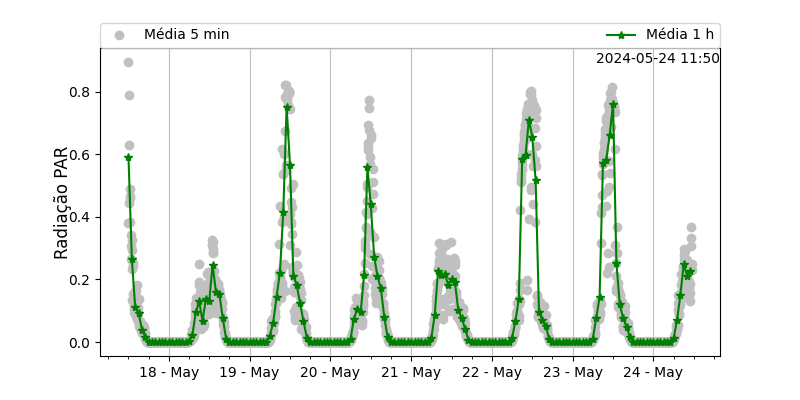 Média 5 min
Média 1 h
2024-05-24 11:50
Radiação PAR
0.8
0.6
0.4
0.2
0.0
18 - May
19 - May
20 - May
21 - May
22 - May
23 - May
24 - May